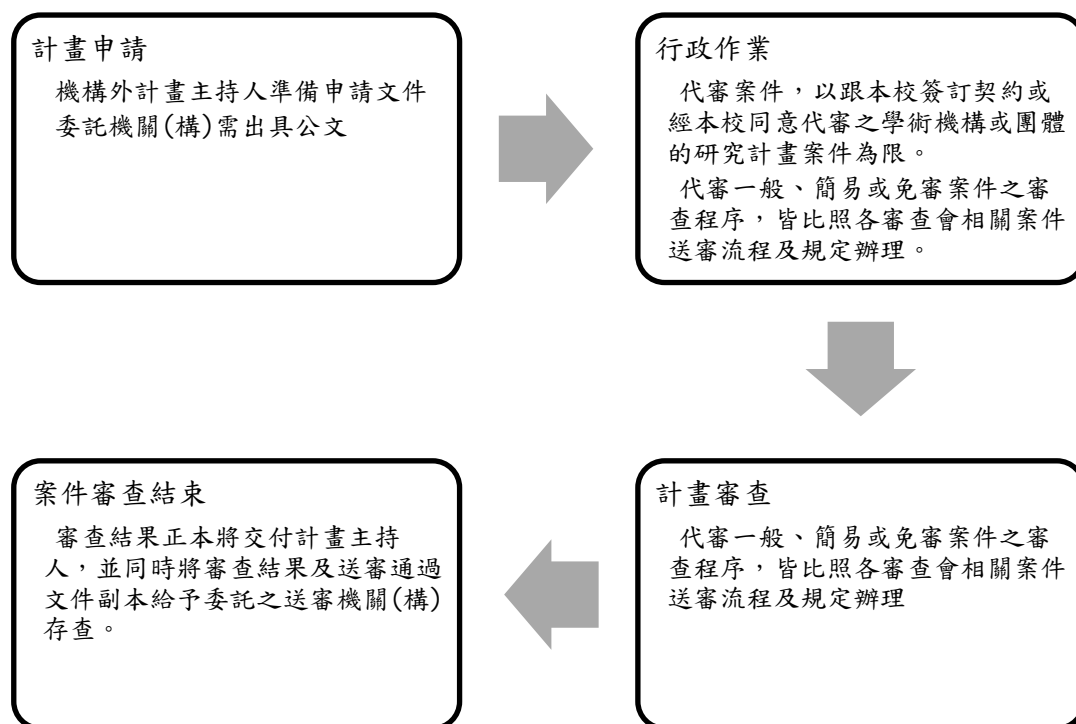 計畫申請
機構外計畫主持人準備申請文件
委託機關(構)需出具公文
行政作業
代審案件，以跟本校簽訂契約或
經本校同意代審之學術機構或團體
的研究計畫案件為限。
代審一般、簡易或免審案件之審
查程序，皆比照各審查會相關案件
送審流程及規定辦理。
計畫審查
代審一般、簡易或免審案件之審
查程序，皆比照各審查會相關案件
送審流程及規定辦理
案件審查結束
審查結果正本將交付計畫主持
人，並同時將審查結果及送審通過
文件副本給予委託之送審機關(構)
存查。